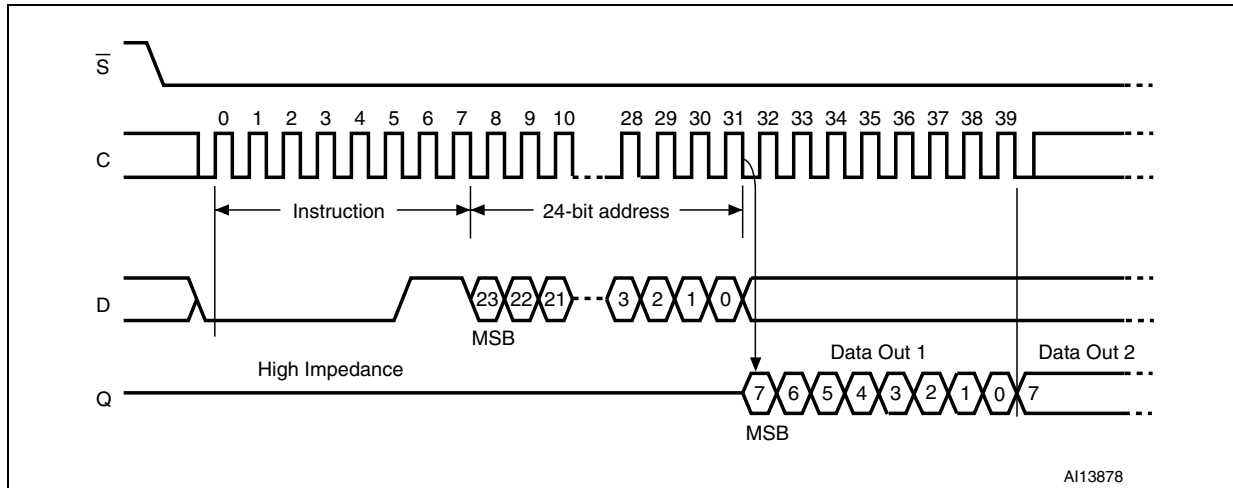 S
0 1 2 3 4 5 6 7 8 9 10 28 29 30 31 32 33 34 35 36 37 38 39
C
Instruction 24-bit address
D 23 22 21 3 2 1 0
MSB
High Impedance Data Out 1 Data Out 2
Q 7 6 5 4 3 2 1 0 7
MSB
AI13878